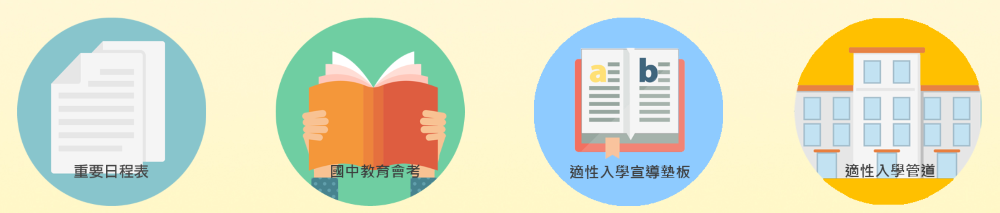 a
b
重要日程表
國中教育會考
適性入學宣導墊板
適性入學管道